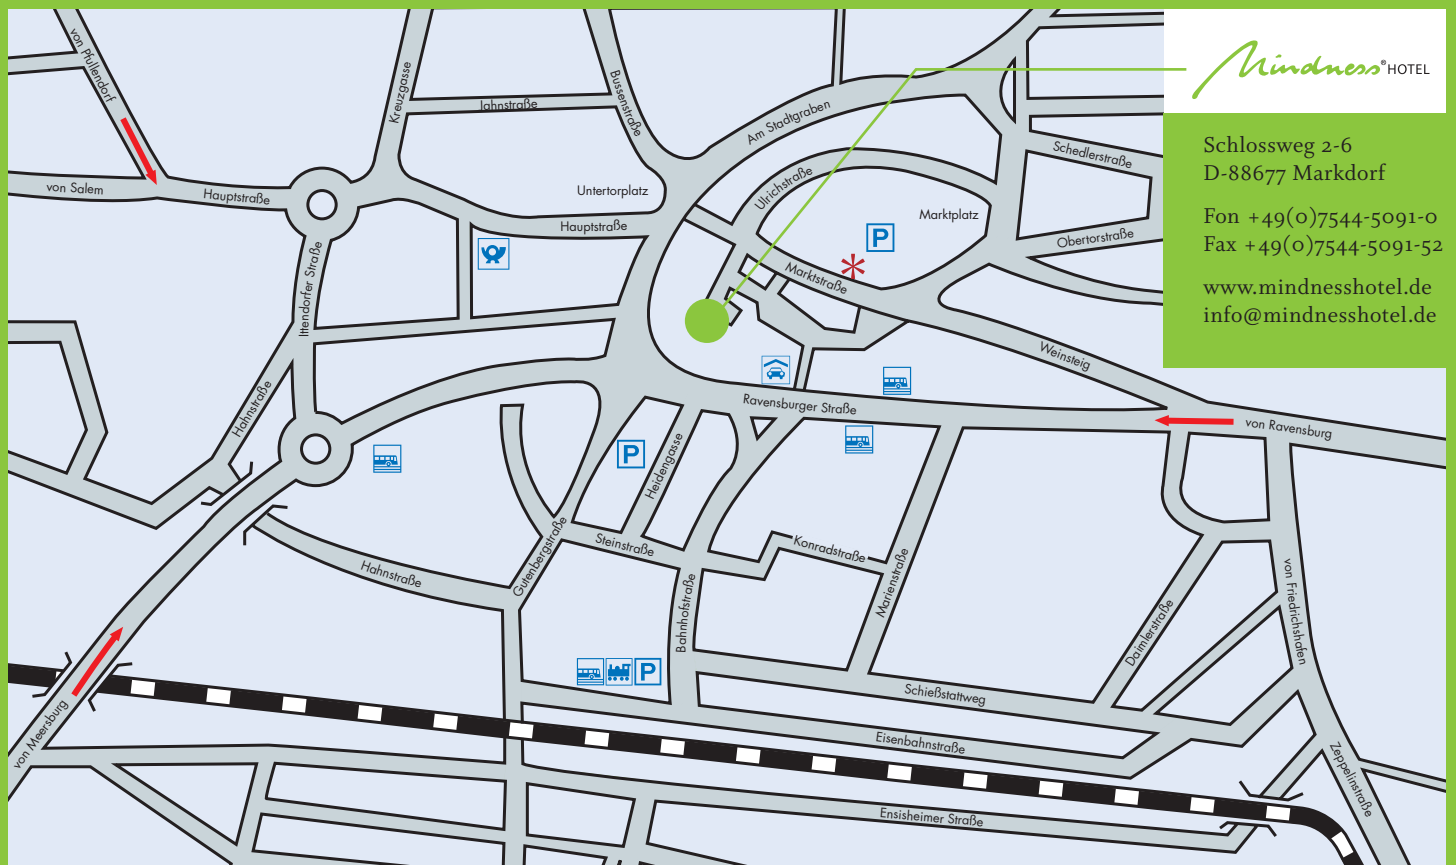 von Pfullendorf
Kreuzgasse
Jahnstraße
Bussenstraße
Am Stadtgraben
Mindness® HOTEL
Schlossweg 2-6
D-88677 Markdorf
Fon +49(0)7544-5091-0
Fax +49(0)7544-5091-52
www.mindnesshotel.de
info@mindnesshotel.de
Schedlerstraße
von Salem
Hauptstraße
Untertorplatz
Ulrichstraße
Marktplatz
Hauptstraße
P
Obertorstraße
Ittendorfer Straße
Marktstraße
Weinsteig
Hahnstraße
Ravensburger Straße
von Ravensburg
P
Heidengasse
Gutenbergstraße
Steinstraße
Konradstraße
Hahnstraße
Bahnhofstraße
Marienstraße
von Friedrichshafen
Daimlerstraße
P
Schießstattweg
von Meersburg
Eisenbahnstraße
Zeppelinstraße
Ensisheimer Straße